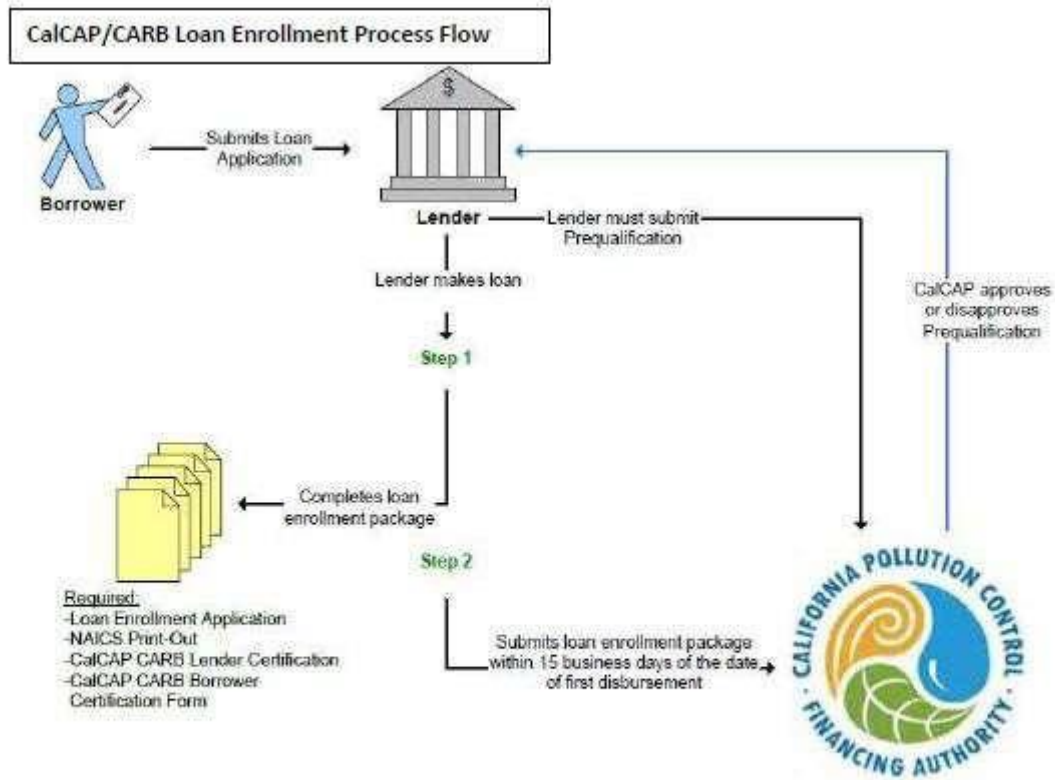 CalCAP/CARB Loan Enrollment Process Flow
$
Submits Loan
Application
Borrower
Lender
Lender must submit
Prequalification
Lender makes loan
CalCAP approves
or disapproves
Prequalification
Step 1
Completes loan
enrollment package
Step 2
Required:
-Loan Enrollment Application
-NAICS Print-Out
-CalCAP CARB Lender Certification
-CalCAP CARB Borrower
Certification Form
Submits loan enrollment package
within 15 business days of the date
of first disbursement
CALIFORNIA POLLUTION CONTROL
· FINANCING AUTHORITY ·